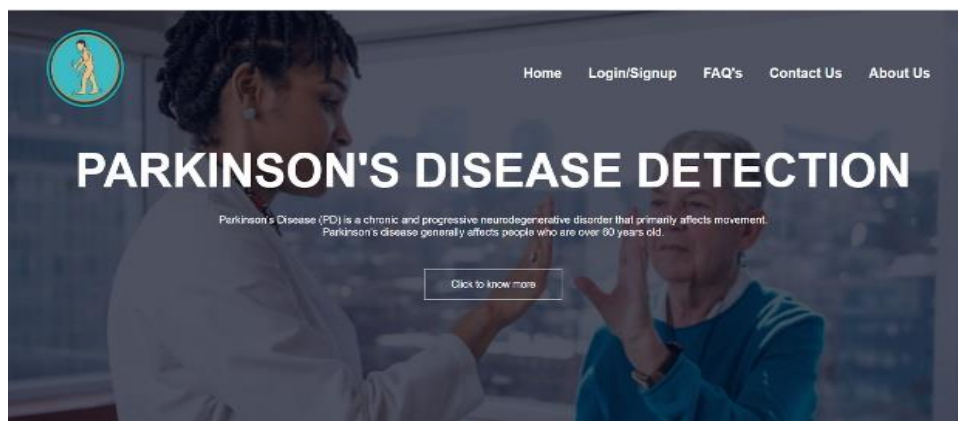 Home Login/Signup FAQ's Contact Us About Us
PARKINSON'S DISEASE DETECTION
Parkinson's Disease (PD) is a chronic and progressive neurodegenerative disorder that primarily affects movement.
Parkinson's disease generally affects people who are over 60 years old.
Click to know more